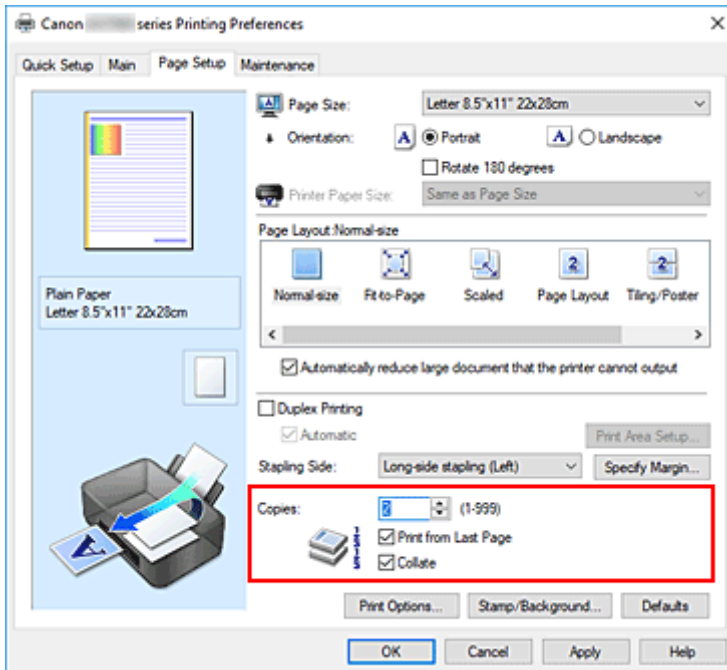 Canon series Printing Preferences
Quick Setup Main Page Setup Maintenance
Page Size: Letter 8.5"x11" 22x28cm
Orientation: A Portrait A Landscape
Rotate 180 degrees
Printer Paper Size: Same as Page Size
Page Layout:Normal-size
2 2
Normal-size Fit-to-Page Scaled Page Layout Tiling/Poster
Plain Paper
Letter 8.5"x11" 22x28cm
Automatically reduce large document that the printer cannot output
Duplex Printing
Automatic Print Area Setup...
Stapling Side: Long-side stapling (Left) Specify Margin...
Copies: 2 (1-999)
Print from Last Page
Collate
A
Print Options... Stamp/Background... Defaults
OK Cancel Apply Help